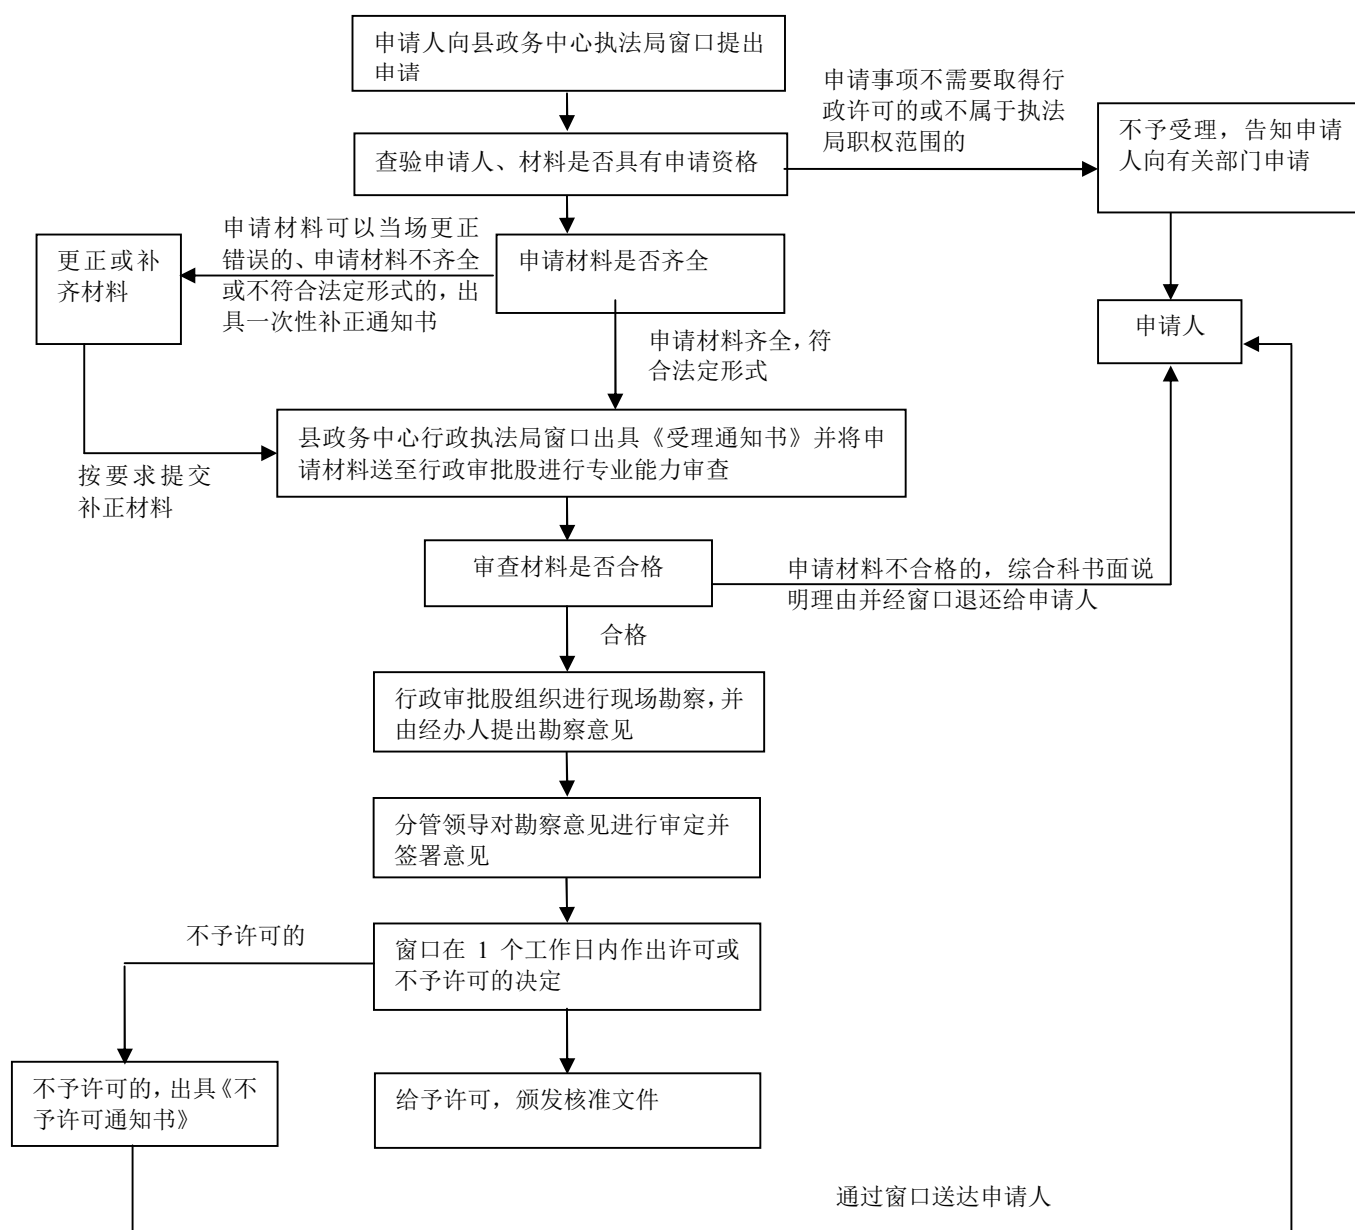 申请人向县政务中心执法局窗口提出
申请
申请事项不需要取得行
政许可的或不属于执法
局职权范围的
不予受理，告知申请
人向有关部门申请
查验申请人、材料是否具有申请资格
申请材料可以当场更正
错误的、申请材料不齐全
或不符合法定形式的，出
具一次性补正通知书
更正或补
齐材料
申请材料是否齐全
申请人
申请材料齐全，符
合法定形式
县政务中心行政执法局窗口出具《受理通知书》并将申
请材料送至行政审批股进行专业能力审查
按要求提交
补正材料
审查材料是否合格
申请材料不合格的，综合科书面说
明理由并经窗口退还给申请人
合格
行政审批股组织进行现场勘察，并
由经办人提出勘察意见
分管领导对勘察意见进行审定并
签署意见
不予许可的
窗口在 1 个工作日内作出许可或
不予许可的决定
不予许可的，出具《不
予许可通知书》
给予许可，颁发核准文件
通过窗口送达申请人